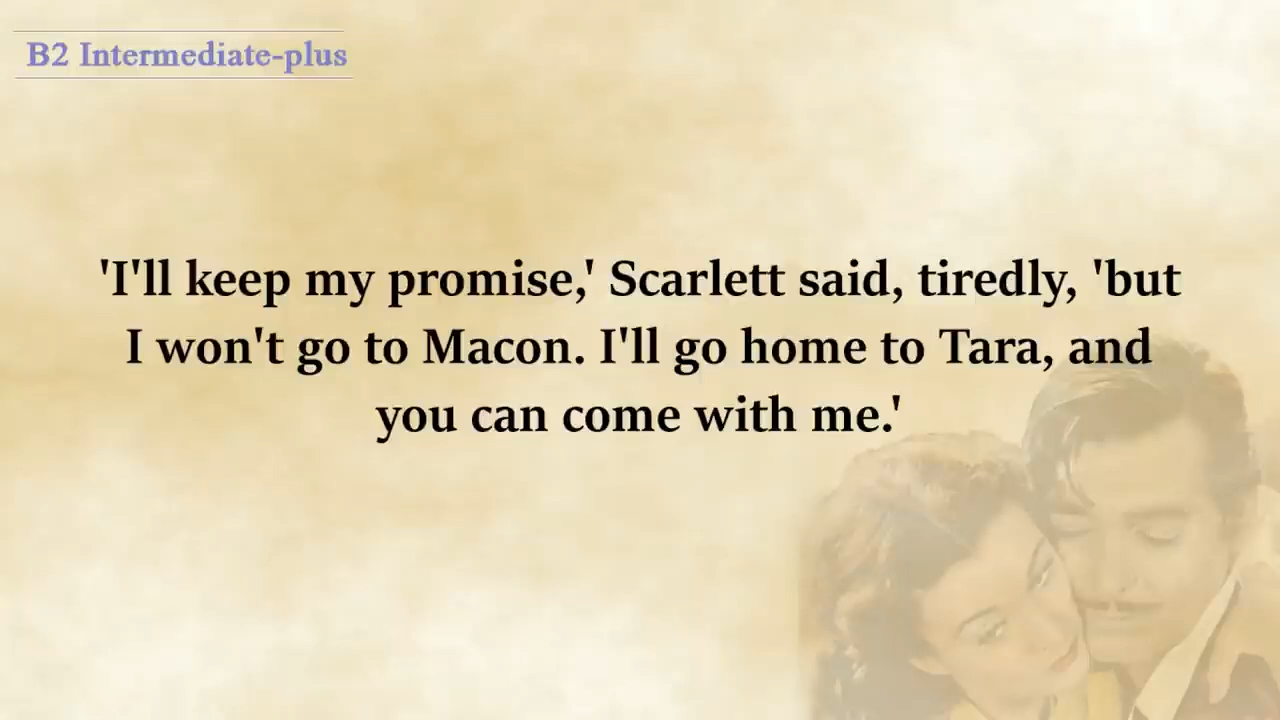 B2 Intermediate-plus
'I'll keep my promise,' Scarlett said, tiredly, 'but
I won't go to Macon. I'll go home to Tara, and
you can come with me.'